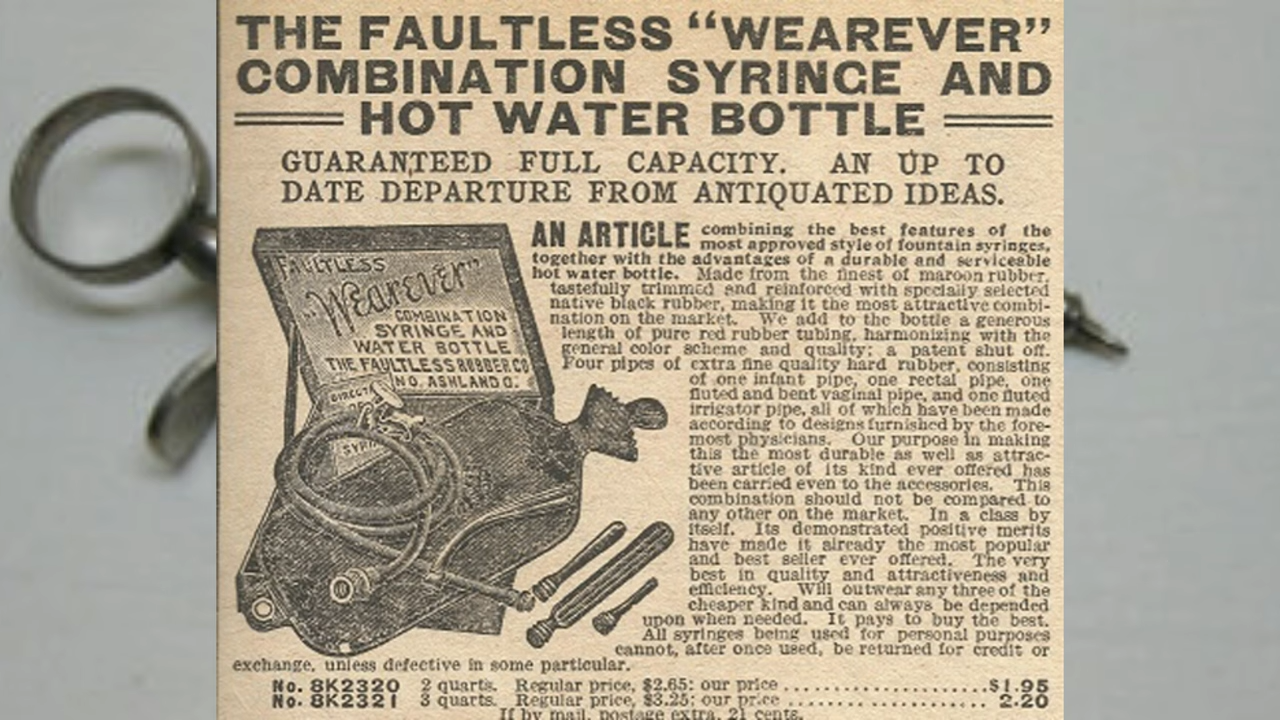 THE FAULTLESS “WEAREVER”
COMBINATION SYRINGE AND
HOT WATER BOTTLE
GUARANTEED FULL CAPACITY. AN UP TO
DATE DEPARTURE FROM ANTIQUATED IDEAS.
AN ARTICLE combining the best features of the
most approved style of fountain syringes,
together with the advantages of a durable and serviceable
hot water bottle. Made from the finest of maroon rubber,
tastefully trimmed and reinforced with specially selected
native black rubber, making it the most attractive combi-
nation on the market. We add to the bottle a generous
length of pure red rubber tubing, harmonizing with the
general color scheme and quality; a patent shut off.
Four pipes of extra fine quality hard rubber, consisting
of one infant pipe, one rectal pipe, one
fluted and bent vaginal pipe, and one fluted
irrigator pipe, all of which have been made
according to designs furnished by the fore-
most physicians. Our purpose in making
this the most durable as well as attrac-
tive article of its kind ever offered has
been carried even to the accessories. This
combination should not be compared to
any other on the market. In a class by
itself. Its demonstrated positive merits
have made it already the most popular
and best seller ever offered. The very
best in quality and attractiveness and
efficiency. Will outwear any three of the
cheaper kind and can always be depended
upon when needed. It pays to buy the best.
All syringes being used for personal purposes
cannot, after once used, be returned for credit or
exchange, unless defective in some particular.
No. 8K2320 2 quarts. Regular price, $2.65; our price ........................$1.95
No. 8K2321 3 quarts. Regular price, $3.25; our price ........................ 2.20
If by mail, postage extra, 21 cents.
FAULTLESS
“Wearever”
COMBINATION
SYRINGE AND
WATER BOTTLE
THE FAULTLESS RUBBER CO
NO. ASHLAND O.